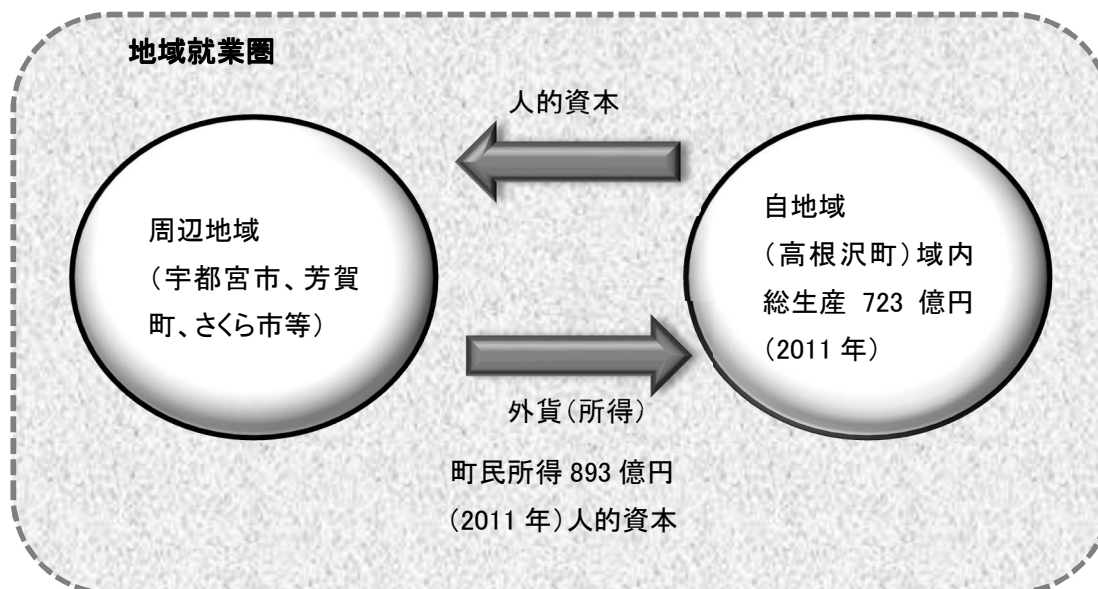 地域就業圏
人的資本
周辺地域
（宇都宮市、芳賀
町、さくら市等）
自地域
（高根沢町）域内
総生産 723 億円
（2011 年）
外貨（所得）
町民所得 893 億円
（2011 年）人的資本